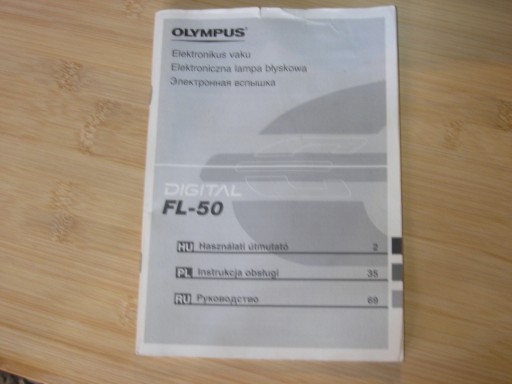 OLYMPUS
Elektronikus vaku
Elektroniczna lampa błyskowa
Электронная вспышка
DIGITAL
FL-50
HU Használati útmutató 2
PL Instrukcja obsługi 35
RU Руководство 69